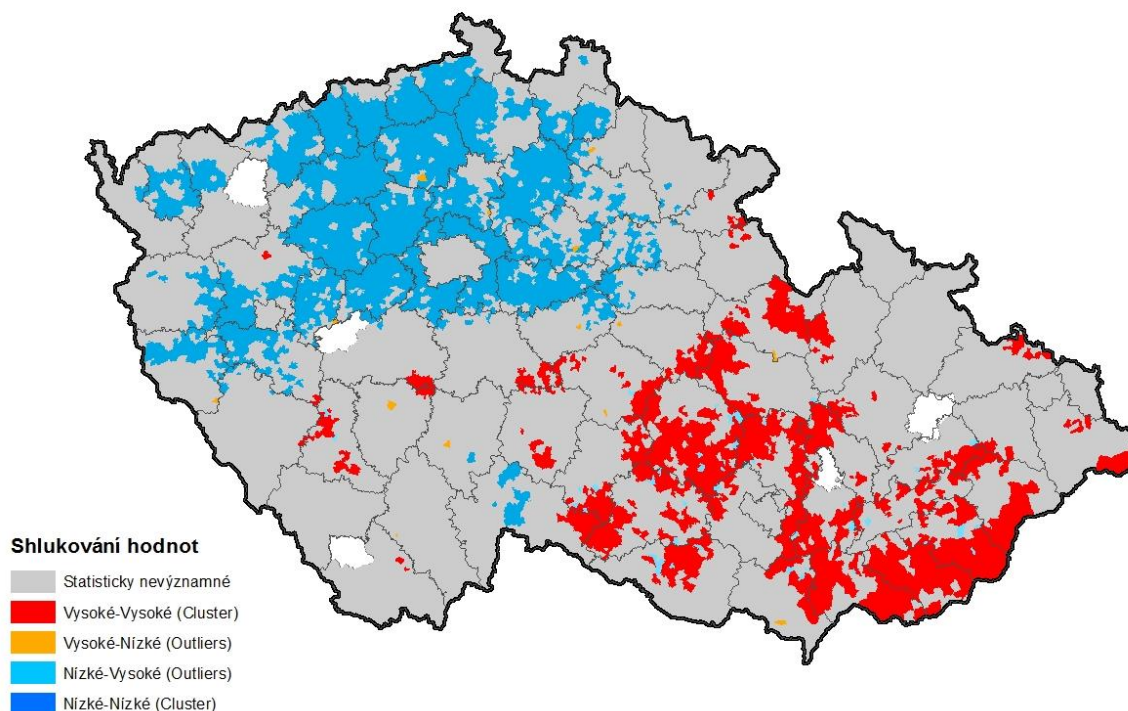 Shlukování hodnot
Statisticky nevýznamné
Vysoké-Vysoké (Cluster)
Vysoké-Nízké (Outliers)
Nízké-Vysoké (Outliers)
Nízké-Nízké (Cluster)